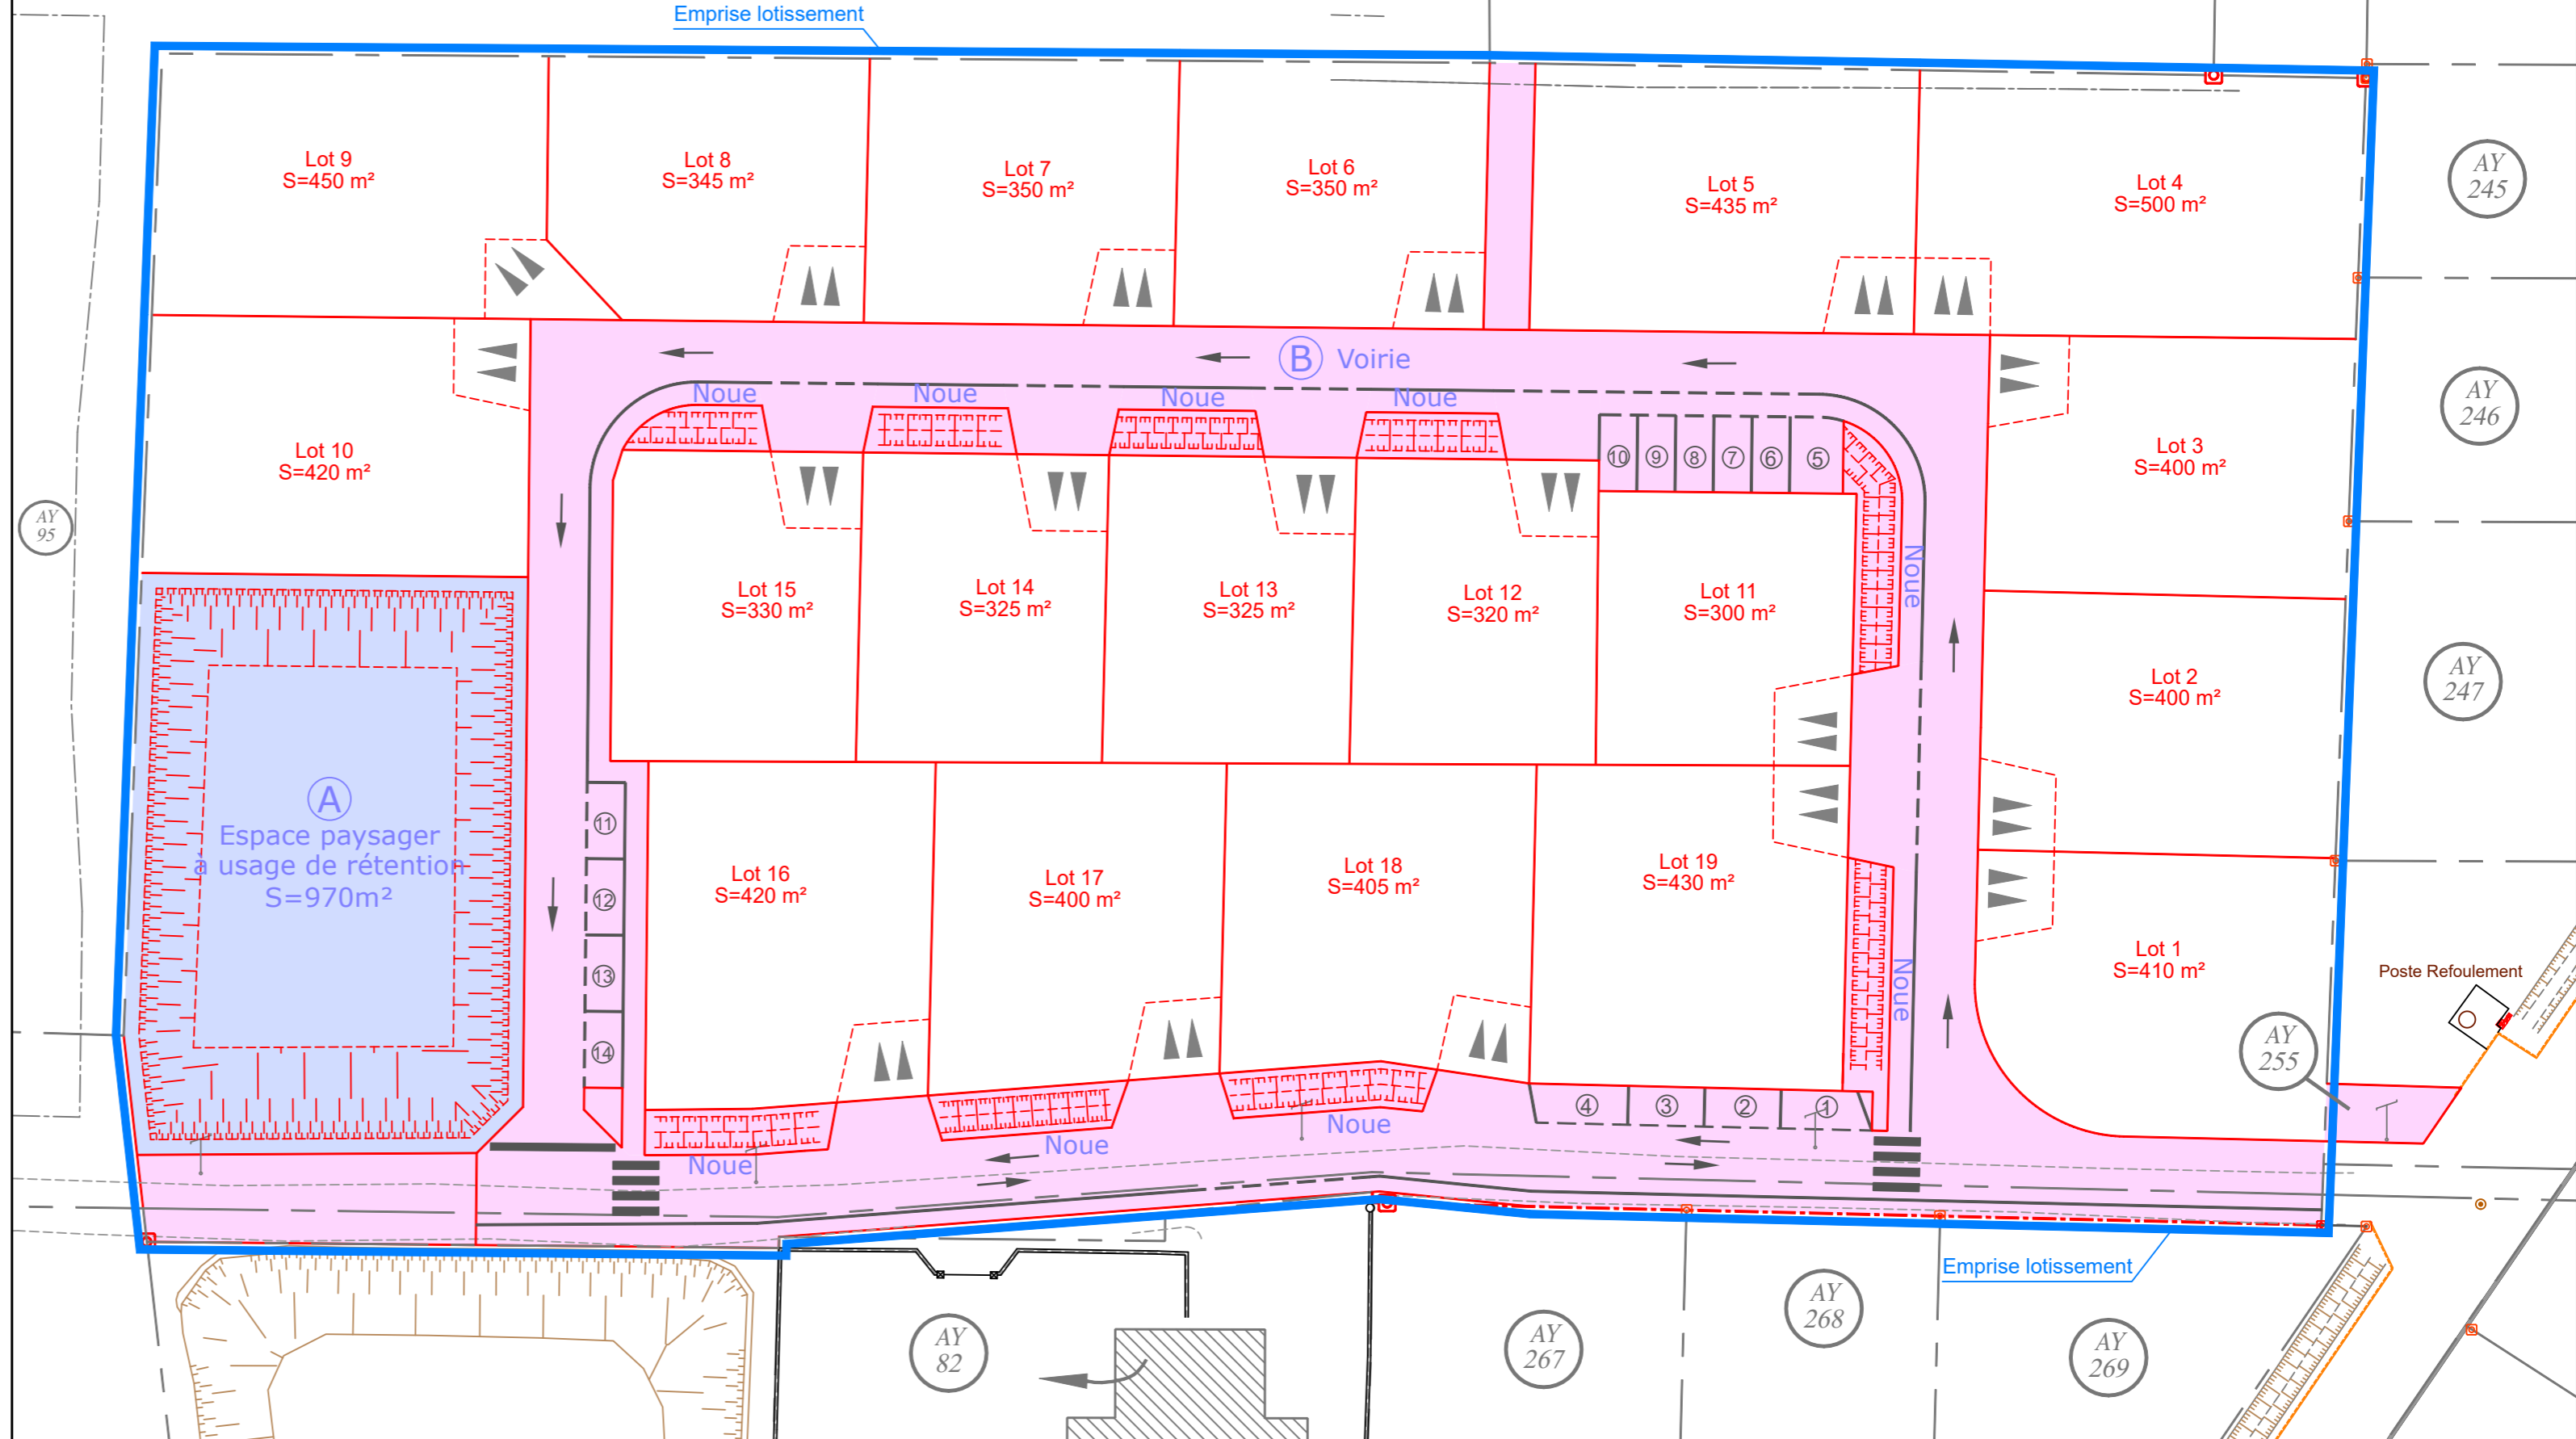 Emprise lotissement
Lot 9
S=450 m²
Lot 8
S=345 m²
Lot 7
S=350 m²
Lot 6
S=350 m²
Lot 5
S=435 m²
Lot 4
S=500 m²
AY
245
B Voirie
Noue
Noue
Noue
Noue
AY
246
Lot 10
S=420 m²
10
9
8
7
6
5
Lot 3
S=400 m²
AY
95
Lot 15
S=330 m²
Lot 14
S=325 m²
Lot 13
S=325 m²
Lot 12
S=320 m²
Lot 11
S=300 m²
Noue
Lot 2
S=400 m²
AY
247
A
Espace paysager
à usage de rétention
S=970m²
11
12
13
14
Lot 16
S=420 m²
Lot 17
S=400 m²
Lot 18
S=405 m²
Lot 19
S=430 m²
Noue
Lot 1
S=410 m²
Poste Refoulement
AY
255
4
3
2
1
Noue
Noue
Noue
Emprise lotissement
AY
82
AY
267
AY
268
AY
269